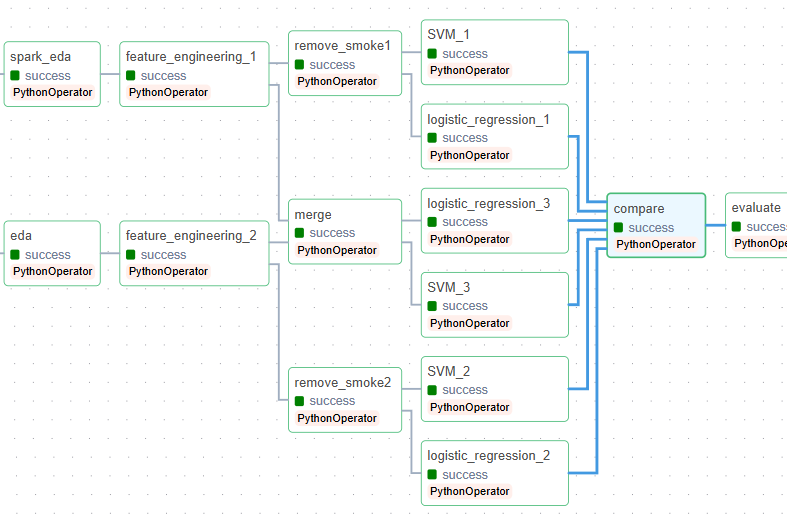 spark_eda
success
PythonOperator
feature_engineering_1
success
PythonOperator
remove_smoke1
success
PythonOperator
SVM_1
success
PythonOperator
logistic_regression_1
success
PythonOperator
eda
success
PythonOperator
feature_engineering_2
success
PythonOperator
merge
success
PythonOperator
logistic_regression_3
success
PythonOperator
SVM_3
success
PythonOperator
compare
success
PythonOperator
evaluate
succes
PythonOpe
remove_smoke2
success
PythonOperator
SVM_2
success
PythonOperator
logistic_regression_2
success
PythonOperator